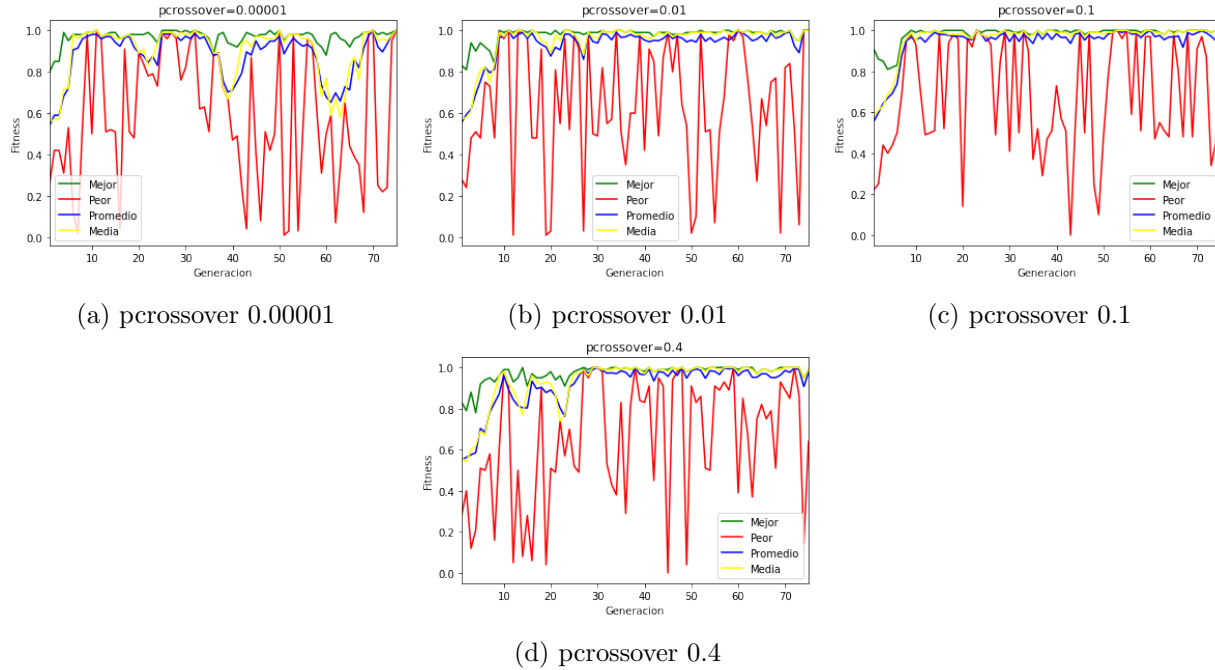 pcrossover=0.00001
1.0
0.8
0.6
0.4
0.2
0.0
Fitness
Mejor
Peor
Promedio
Media
10 20 30 40 50 60 70
Generacion
(a) pcrossover 0.00001
pcrossover=0.01
1.0
0.8
0.6
0.4
0.2
0.0
Fitness
Mejor
Peor
Promedio
Media
10 20 30 40 50 60 70
Generacion
(b) pcrossover 0.01
pcrossover=0.1
1.0
0.8
0.6
0.4
0.2
0.0
Fitness
Mejor
Peor
Promedio
Media
10 20 30 40 50 60 70
Generacion
(c) pcrossover 0.1
pcrossover=0.4
1.0
0.8
0.6
0.4
0.2
0.0
Fitness
Mejor
Peor
Promedio
Media
10 20 30 40 50 60 70
Generacion
(d) pcrossover 0.4